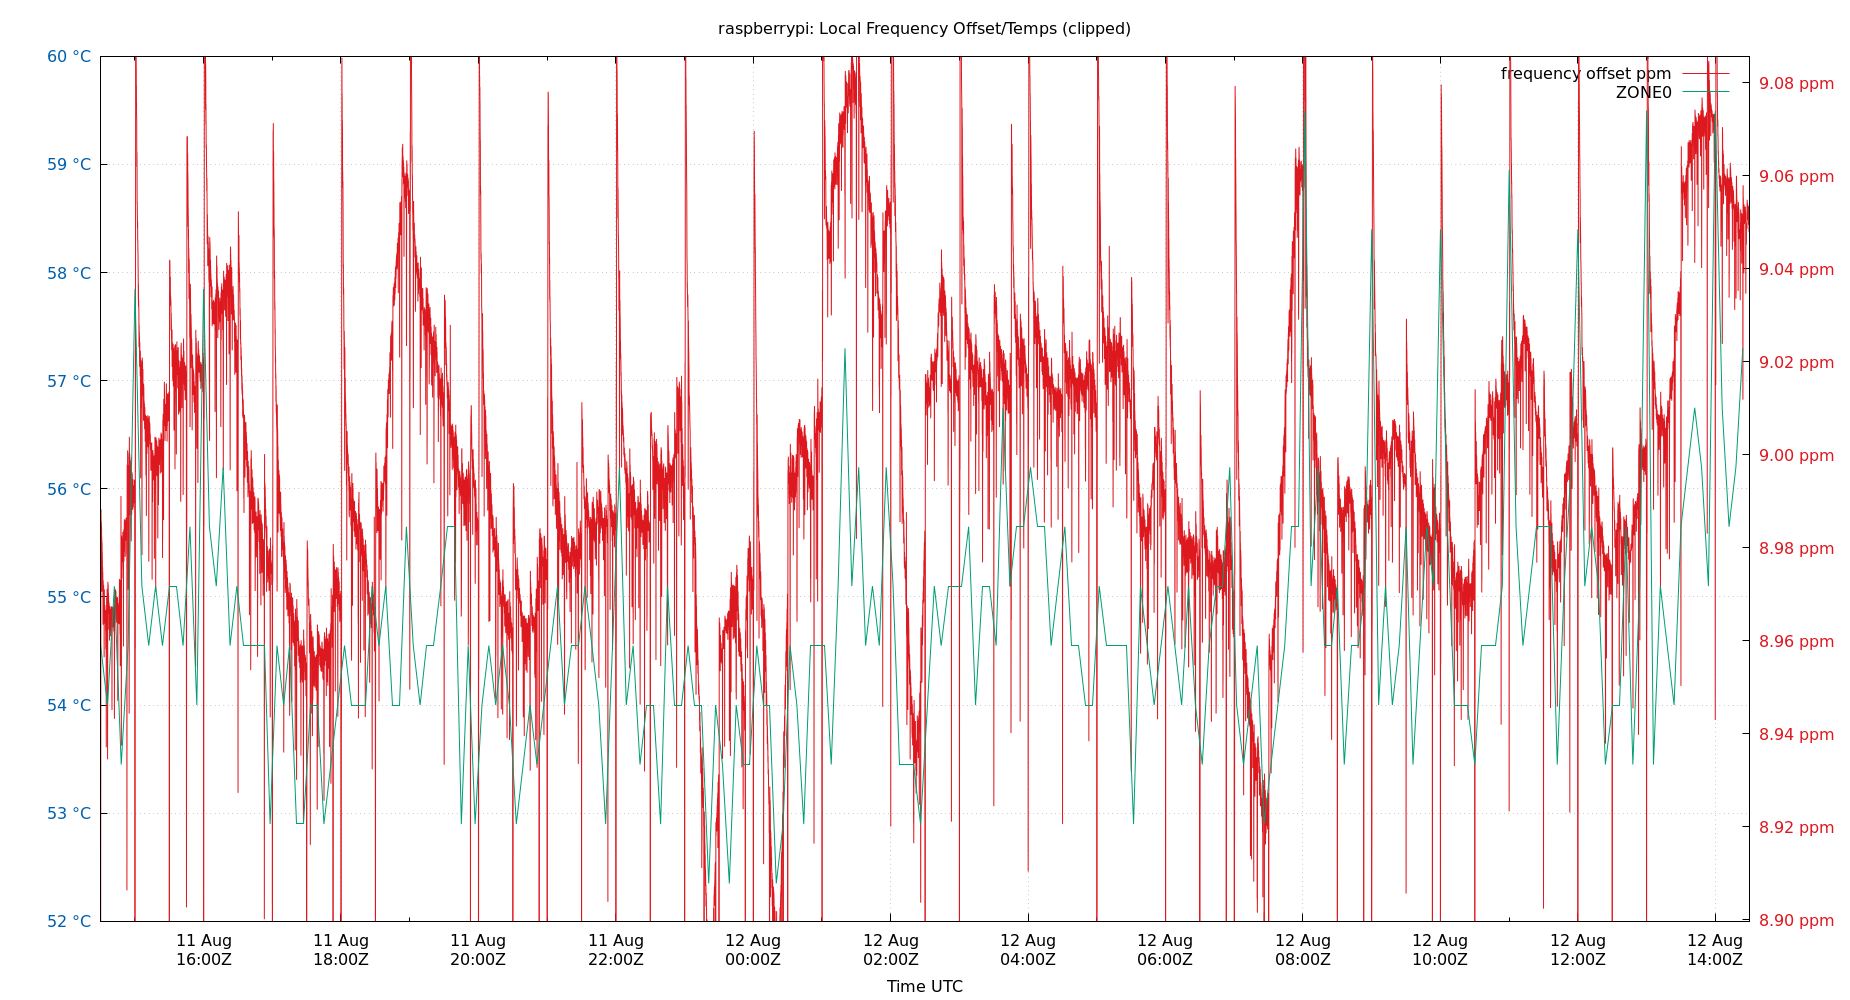 raspberrypi: Local Frequency Offset/Temps (clipped)
60 °C
59 °C
58 °C
57 °C
56 °C
55 °C
54 °C
53 °C
52 °C
frequency offset ppm
ZONE0
9.08 ppm
9.06 ppm
9.04 ppm
9.02 ppm
9.00 ppm
8.98 ppm
8.96 ppm
8.94 ppm
8.92 ppm
8.90 ppm
11 Aug
16:00Z
11 Aug
18:00Z
11 Aug
20:00Z
11 Aug
22:00Z
12 Aug
00:00Z
12 Aug
02:00Z
12 Aug
04:00Z
12 Aug
06:00Z
12 Aug
08:00Z
12 Aug
10:00Z
12 Aug
12:00Z
12 Aug
14:00Z
Time UTC